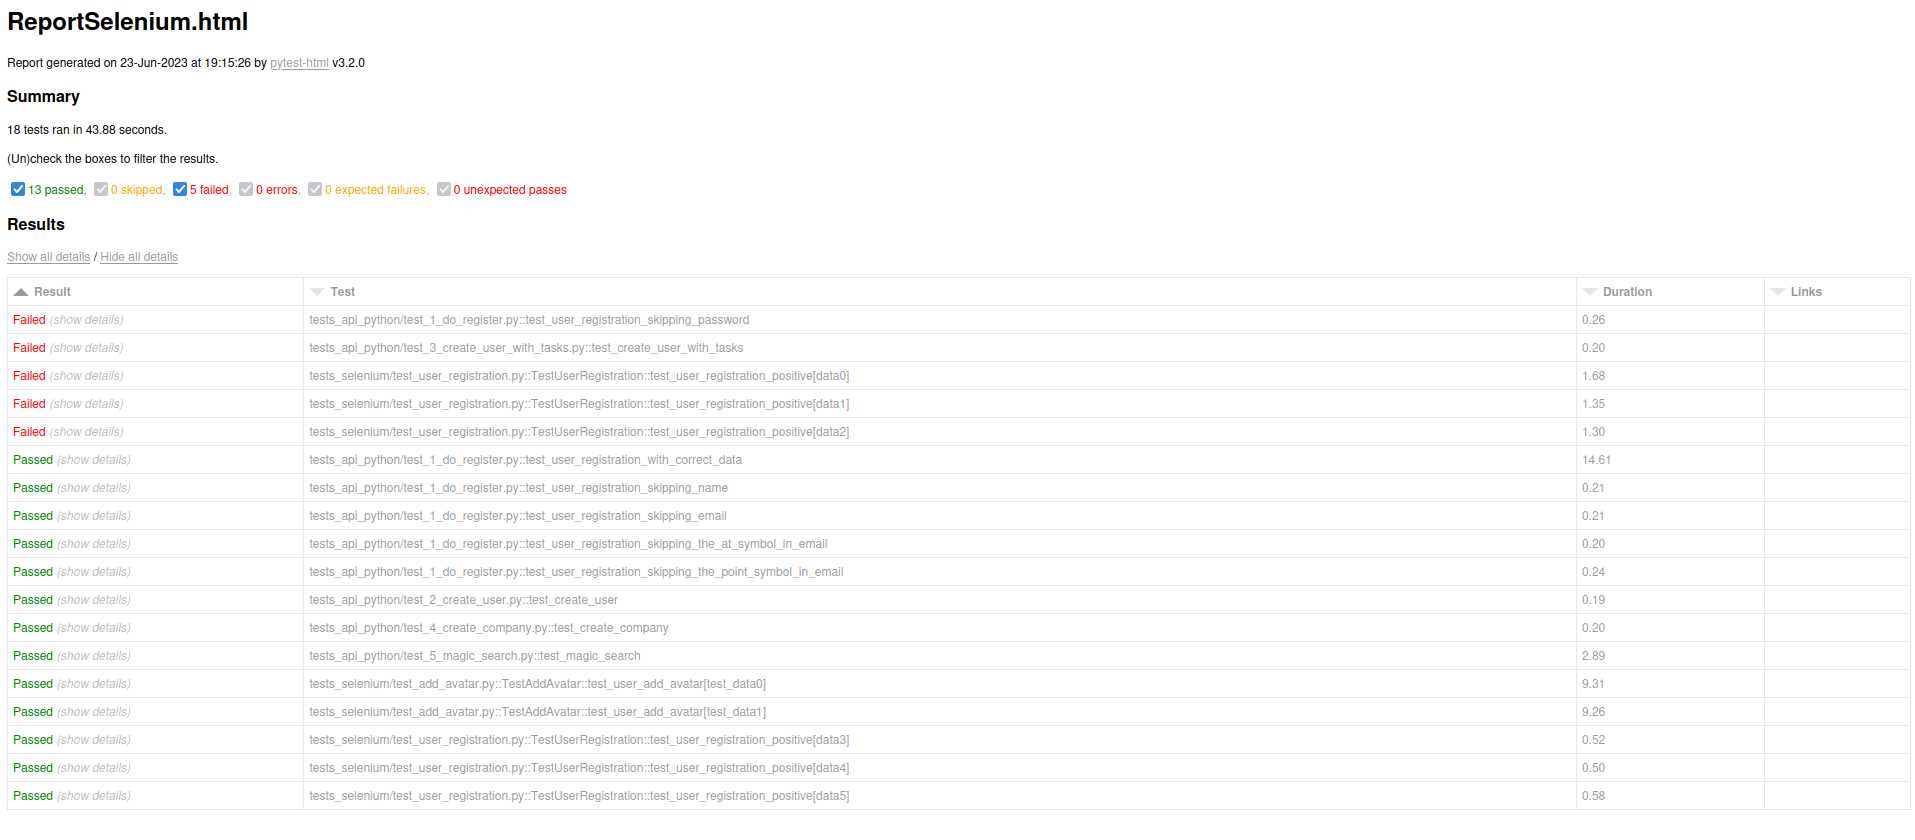 ReportSelenium.html
Report generated on 23-Jun-2023 at 19:15:26 by pytest-html v3.2.0
Summary
18 tests ran in 43.88 seconds.
(Un)check the boxes to filter the results.
13 passed, 0 skipped, 5 failed, 0 errors, 0 expected failures, 0 unexpected passes
Results
Show all details / Hide all details
Result Test Duration Links
Failed (show details) tests_api_python/test_1_do_register.py::test_user_registration_skipping_password 0.26
Failed (show details) tests_api_python/test_3_create_user_with_tasks.py::test_create_user_with_tasks 0.20
Failed (show details) tests_selenium/test_user_registration.py::TestUserRegistration::test_user_registration_positive[data0] 1.68
Failed (show details) tests_selenium/test_user_registration.py::TestUserRegistration::test_user_registration_positive[data1] 1.35
Failed (show details) tests_selenium/test_user_registration.py::TestUserRegistration::test_user_registration_positive[data2] 1.30
Passed (show details) tests_api_python/test_1_do_register.py::test_user_registration_with_correct_data 14.61
Passed (show details) tests_api_python/test_1_do_register.py::test_user_registration_skipping_name 0.21
Passed (show details) tests_api_python/test_1_do_register.py::test_user_registration_skipping_email 0.21
Passed (show details) tests_api_python/test_1_do_register.py::test_user_registration_skipping_the_at_symbol_in_email 0.20
Passed (show details) tests_api_python/test_1_do_register.py::test_user_registration_skipping_the_point_symbol_in_email 0.24
Passed (show details) tests_api_python/test_2_create_user.py::test_create_user 0.19
Passed (show details) tests_api_python/test_4_create_company.py::test_create_company 0.20
Passed (show details) tests_api_python/test_5_magic_search.py::test_magic_search 2.89
Passed (show details) tests_selenium/test_add_avatar.py::TestAddAvatar::test_user_add_avatar[test_data0] 9.31
Passed (show details) tests_selenium/test_add_avatar.py::TestAddAvatar::test_user_add_avatar[test_data1] 9.26
Passed (show details) tests_selenium/test_user_registration.py::TestUserRegistration::test_user_registration_positive[data3] 0.52
Passed (show details) tests_selenium/test_user_registration.py::TestUserRegistration::test_user_registration_positive[data4] 0.50
Passed (show details) tests_selenium/test_user_registration.py::TestUserRegistration::test_user_registration_positive[data5] 0.58